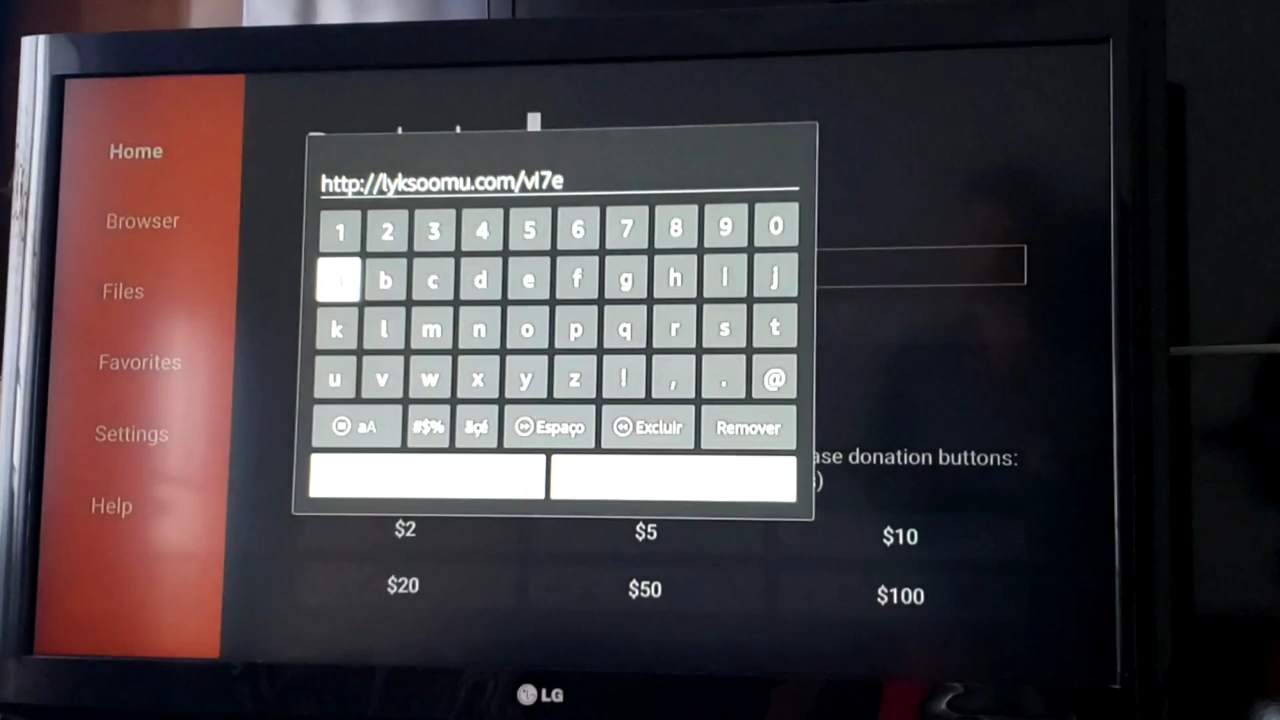 Home
Browser
Files
Favorites
Settings
Help
http://lyksoomu.com/vl7e
1 2 3 4 5 6 7 8 9 0
a b c d e f g h i j
k l m n o p q r s t
u v w x y z ! , . @
aA #$% äçé Espaço Excluir Remover
ase donation buttons:
)
$2 $5 $10
$20 $50 $100
LG